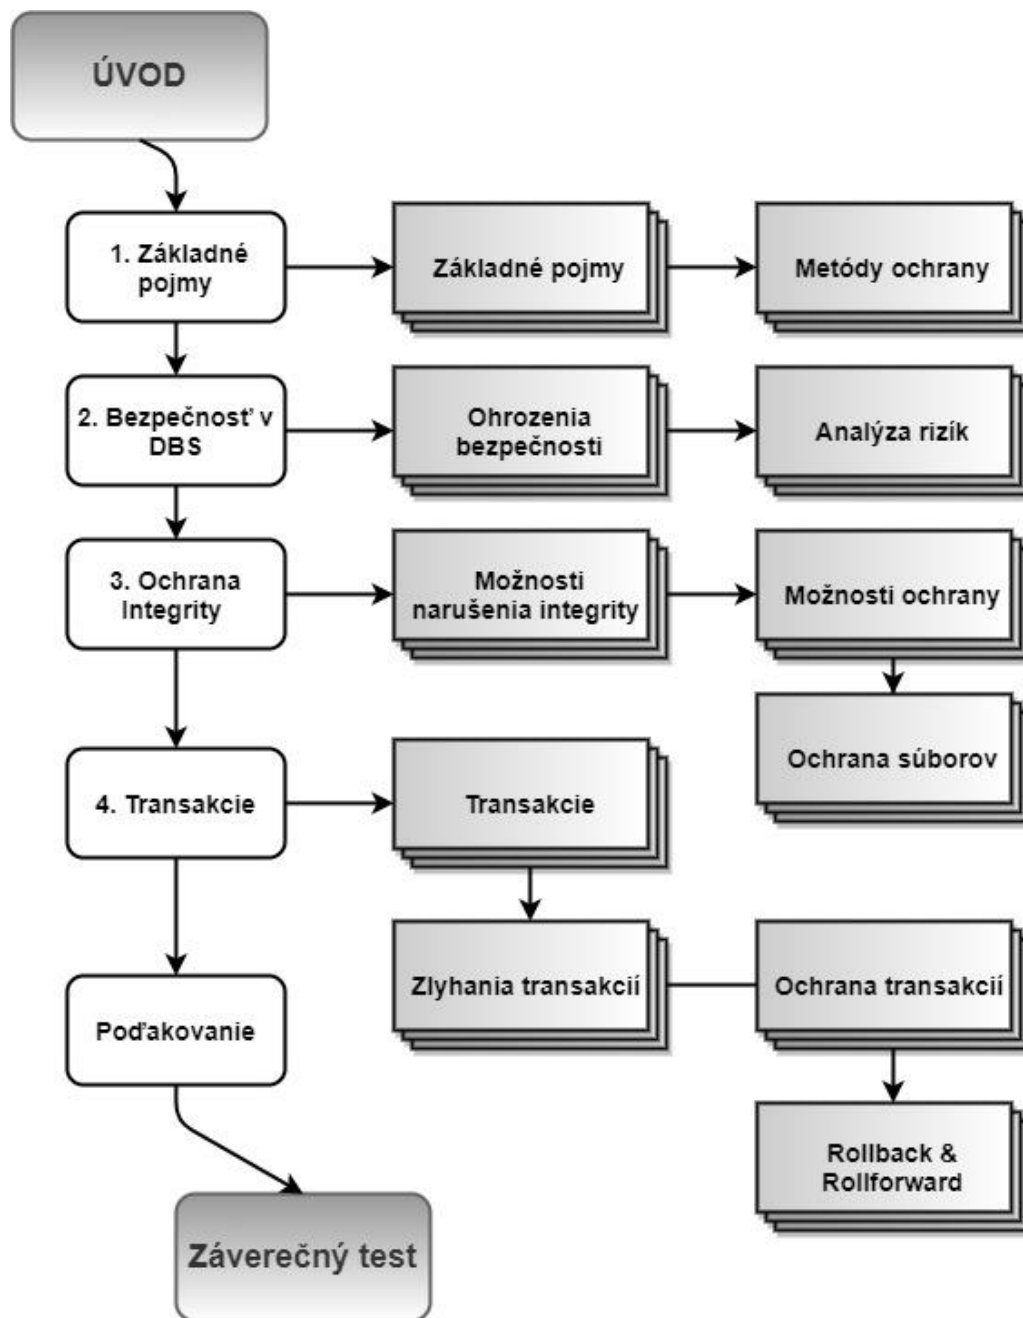 ÚVOD
1. Základné
pojmy
Základné pojmy
Metódy ochrany
2. Bezpečnosť v
DBS
Ohrozenia
bezpečnosti
Analýza rizík
3. Ochrana
Integrity
Možnosti
narušenia integrity
Možnosti ochrany
Ochrana súborov
4. Transakcie
Transakcie
Zlyhania transakcií
Ochrana transakcií
Poďakovanie
Rollback &
Rollforward
Záverečný test